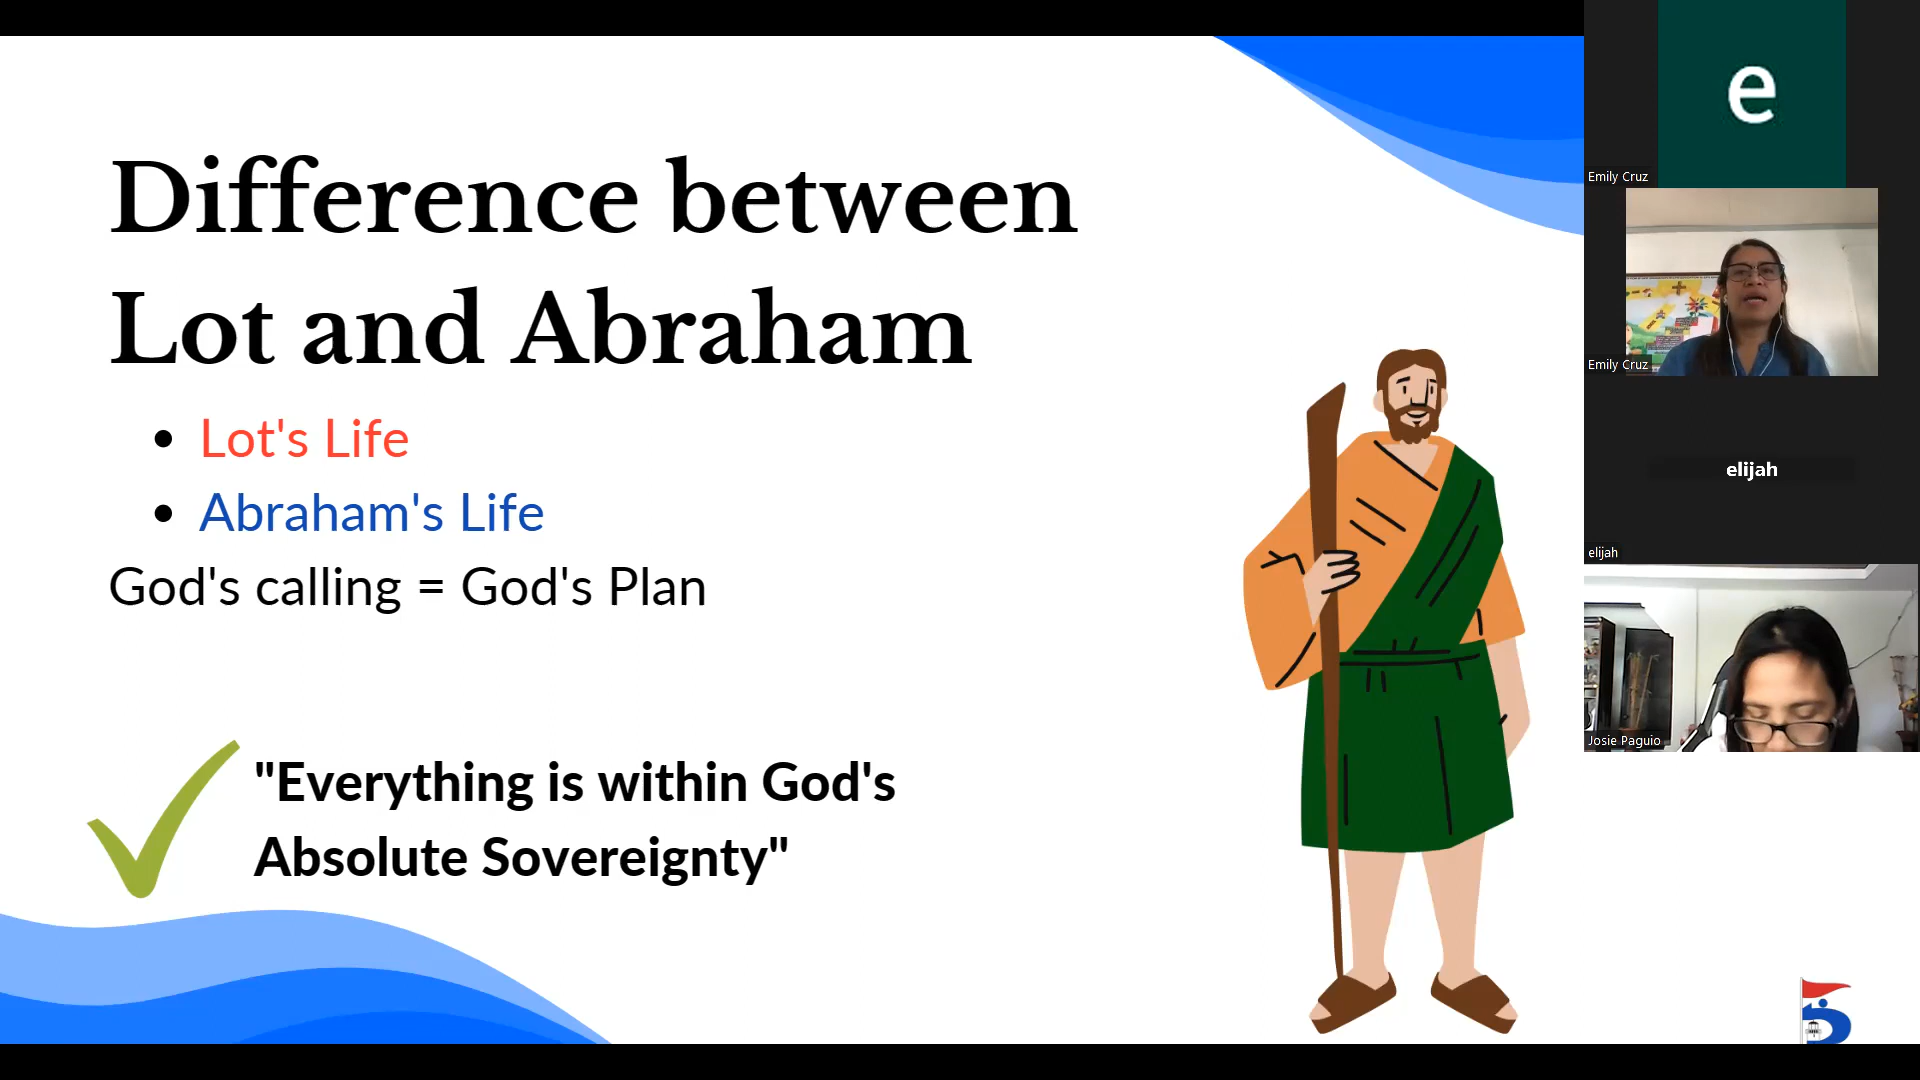 Difference between
Lot and Abraham
• Lot's Life
• Abraham's Life
God's calling = God's Plan
"Everything is within God's
Absolute Sovereignty"
e
Emily Cruz
Emily Cruz
elijah
elijah
Josie Paguio